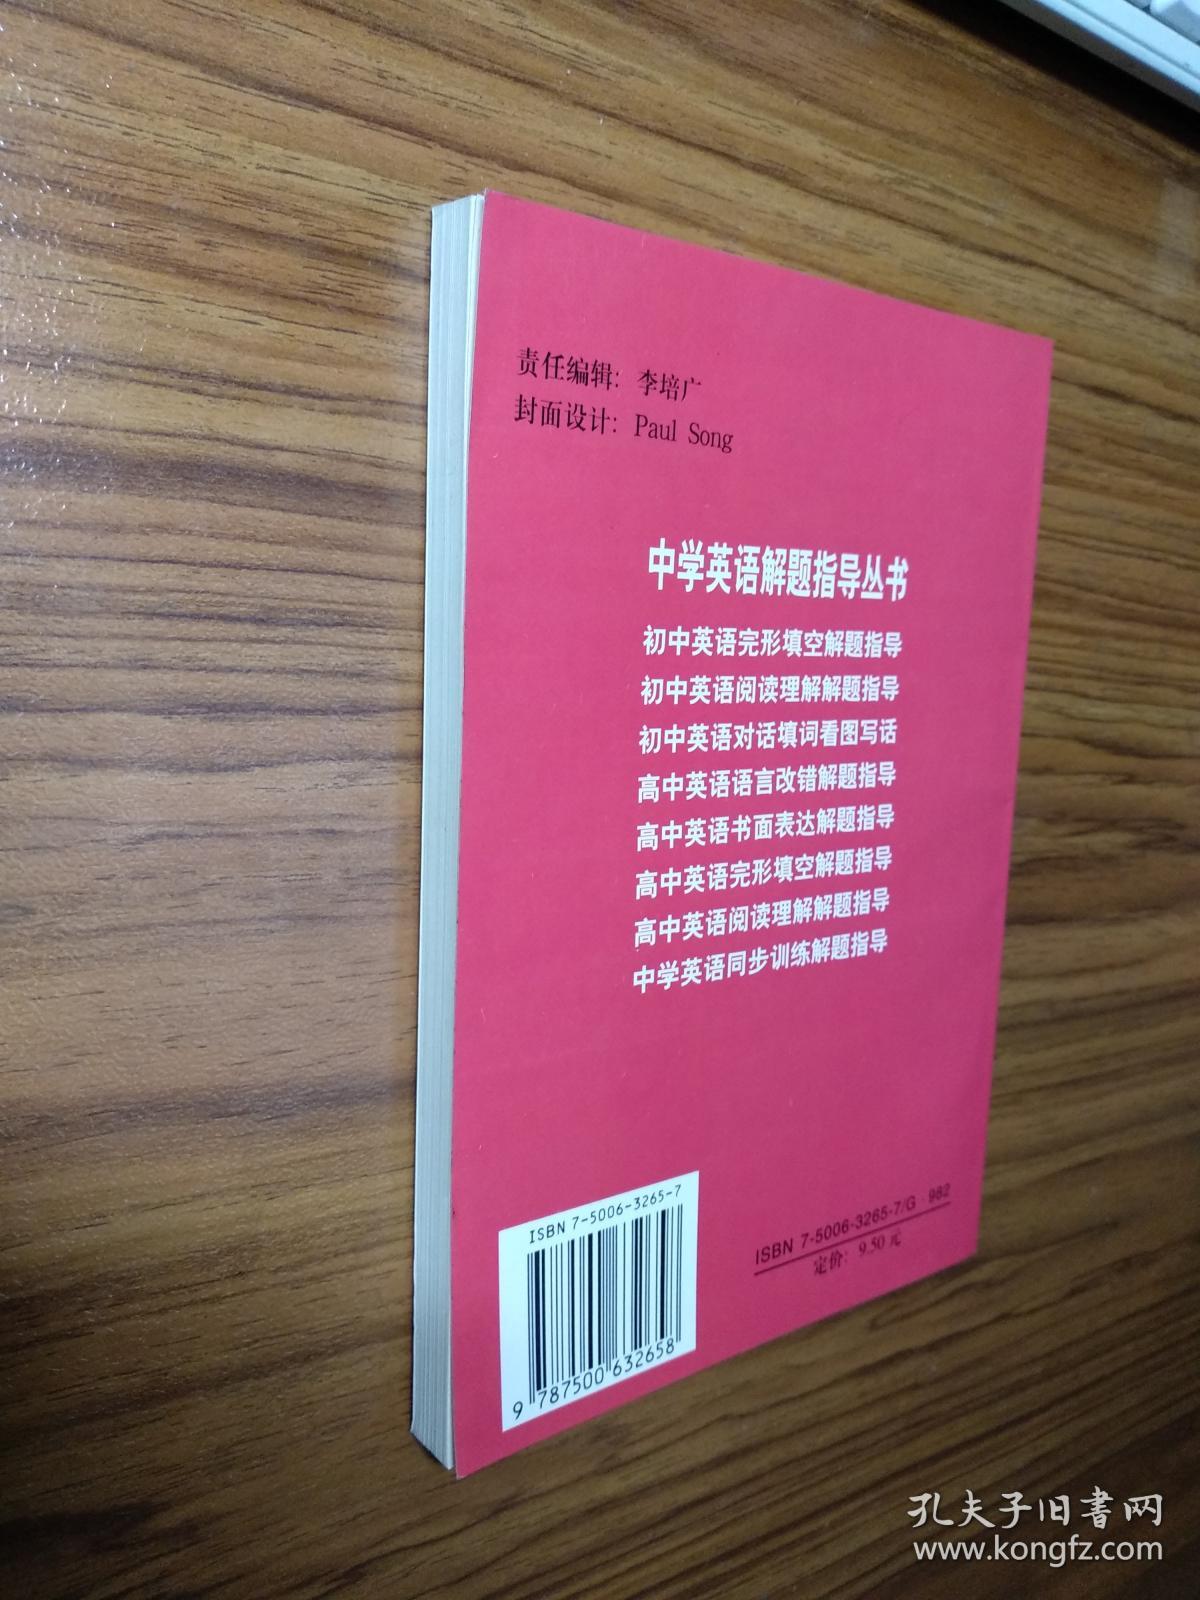 责任编辑：李培广
封面设计：Paul Song
中学英语解题指导丛书
初中英语完形填空解题指导
初中英语阅读理解解题指导
初中英语对话填词看图写话
高中英语语言改错解题指导
高中英语书面表达解题指导
高中英语完形填空解题指导
高中英语阅读理解解题指导
中学英语同步训练解题指导
ISBN 7-5006-3265-7
9 787500 632658
ISBN 7-5006-3265-7/G·982
定价：9.50元
孔夫子旧書网
www.kongfz.com